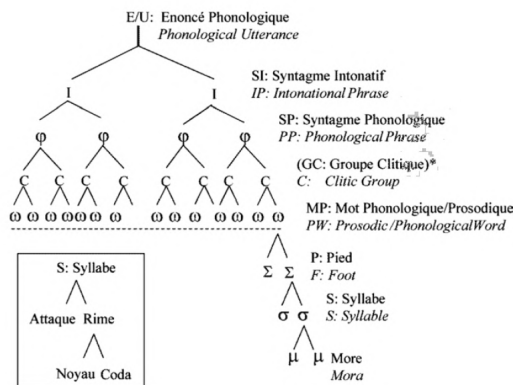 E/U: Enoncé Phonologique
Phonological Utterance
SI: Syntagme Intonatif
I I
IP: Intonational Phrase
SP: Syntagme Phonologique
φ φ φ φ
PP: Phonological Phrase
(GC: Groupe Clitique)*
C C C C C C C C
C: Clitic Group
MP: Mot Phonologique/Prosodique
ω ω ω ω ω ω ω ω ω ω ω ω ω
PW: Prosodic/Phonological Word
P: Pied
Σ Σ
F: Foot
S: Syllabe
S: Syllable
σ σ
μ μ More
Mora
S: Syllabe
Attaque Rime
Noyau Coda